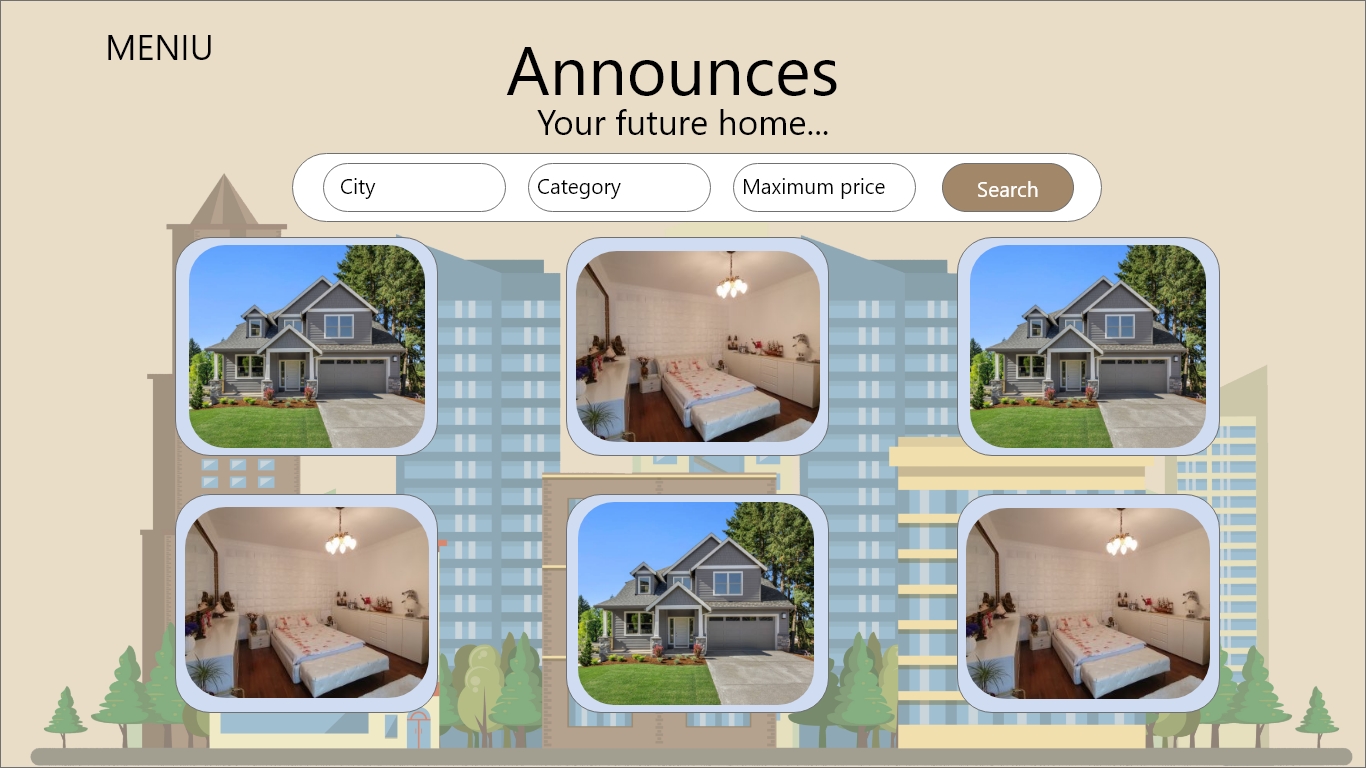 MENIU
Announces
Your future home...
City
Category
Maximum price
Search